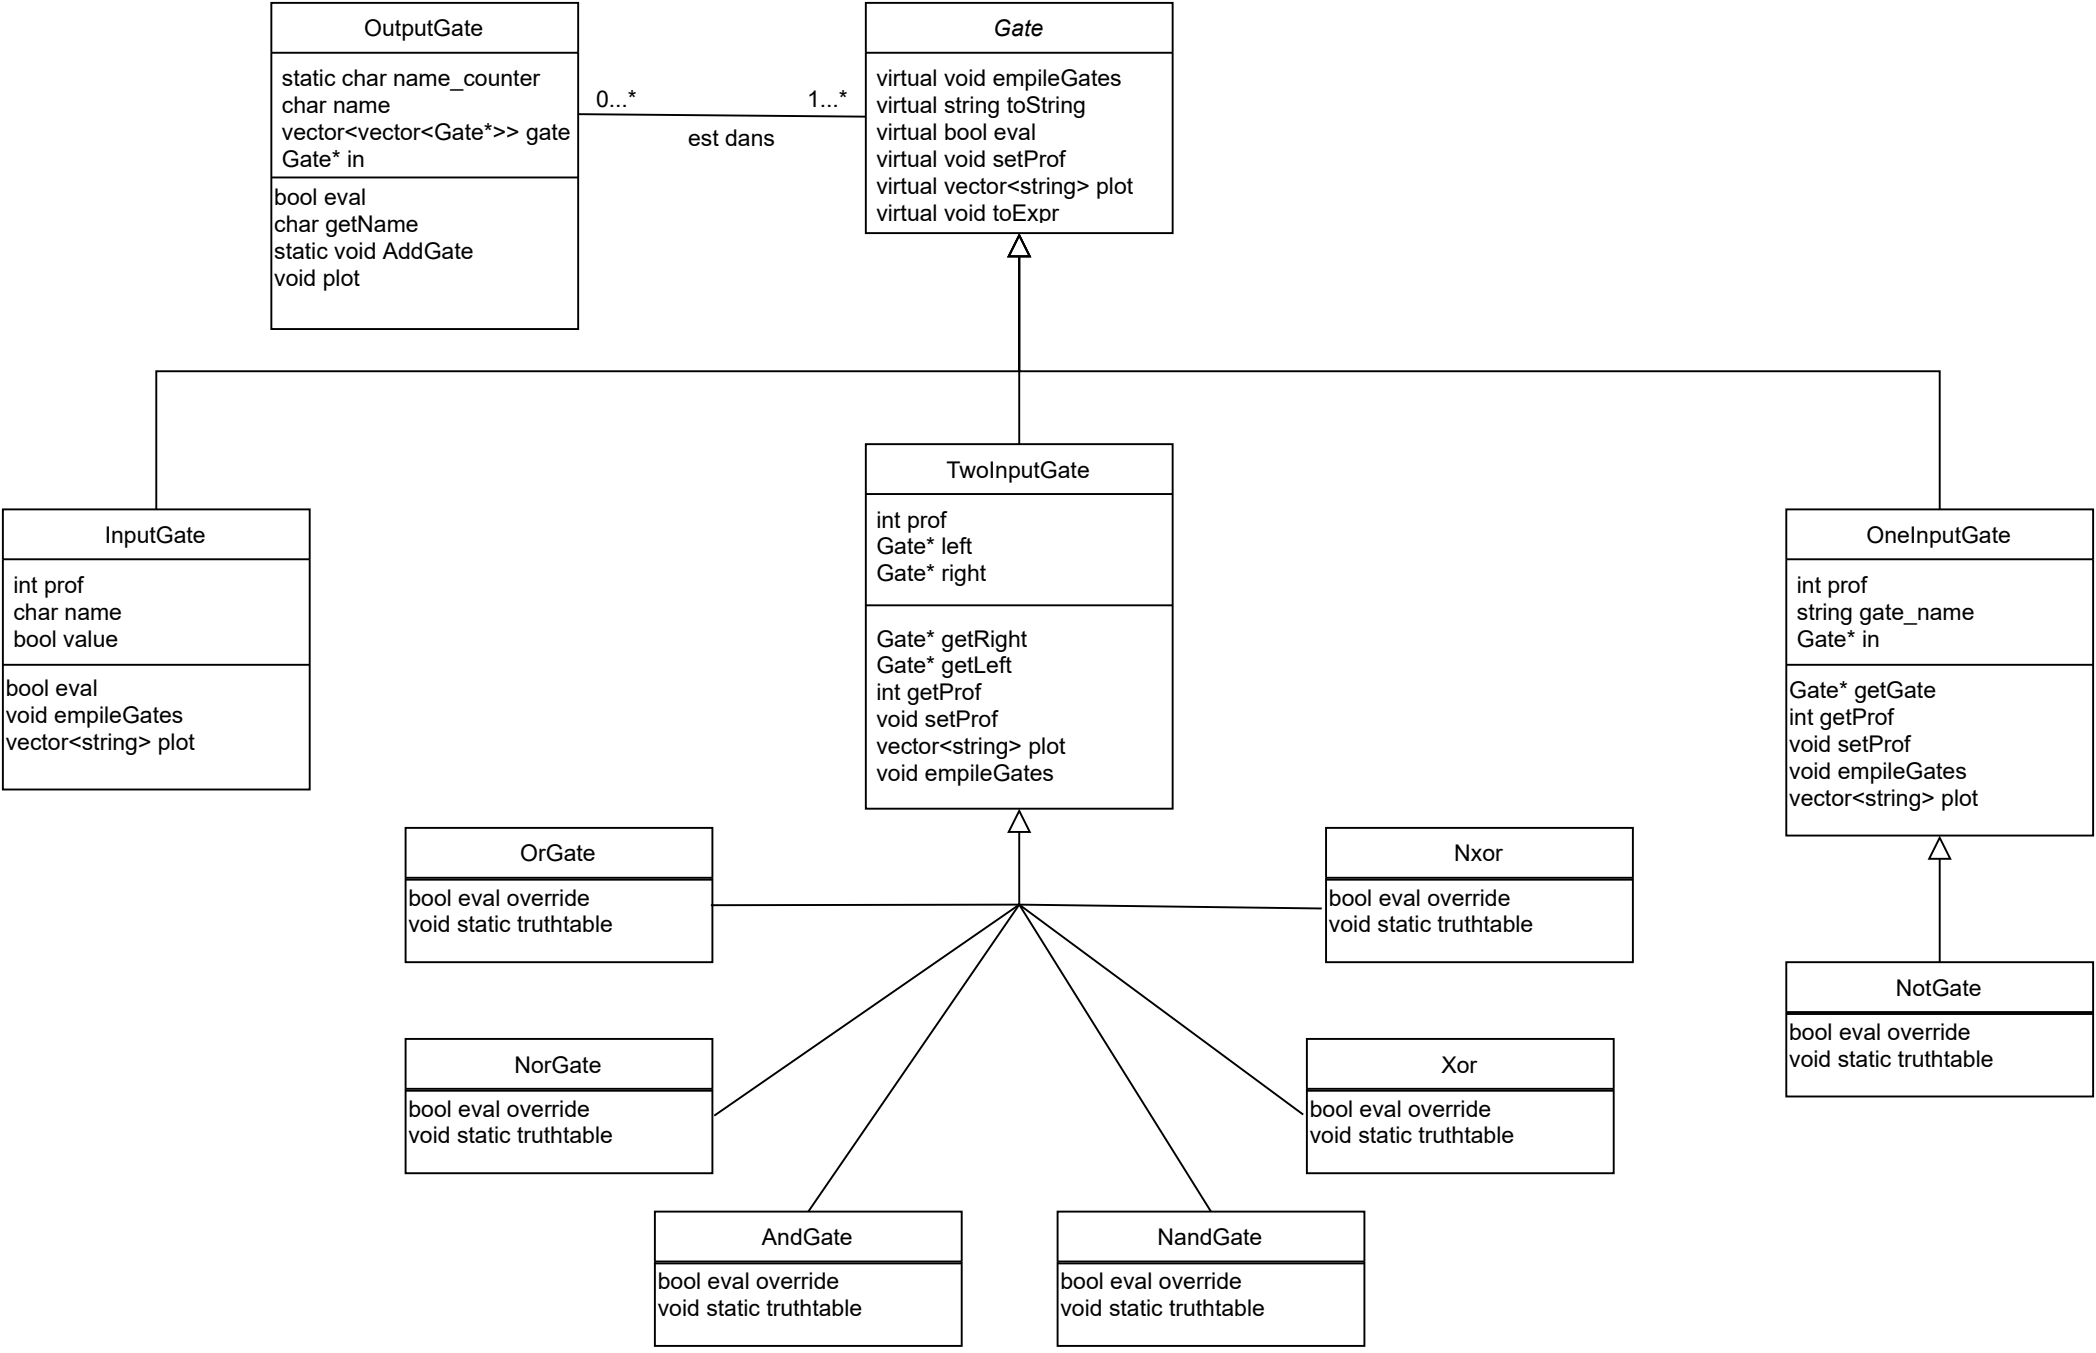 OutputGate
static char name_counter
char name
vector<vector<Gate*>> gate
Gate* in
bool eval
char getName
static void AddGate
void plot
0...*
1...*
est dans
Gate
virtual void empileGates
virtual string toString
virtual bool eval
virtual void setProf
virtual vector<string> plot
virtual void toExpr
InputGate
int prof
char name
bool value
bool eval
void empileGates
vector<string> plot
TwoInputGate
int prof
Gate* left
Gate* right
Gate* getRight
Gate* getLeft
int getProf
void setProf
vector<string> plot
void empileGates
OneInputGate
int prof
string gate_name
Gate* in
Gate* getGate
int getProf
void setProf
void empileGates
vector<string> plot
OrGate
bool eval override
void static truthtable
Nxor
bool eval override
void static truthtable
NotGate
bool eval override
void static truthtable
NorGate
bool eval override
void static truthtable
Xor
bool eval override
void static truthtable
AndGate
bool eval override
void static truthtable
NandGate
bool eval override
void static truthtable